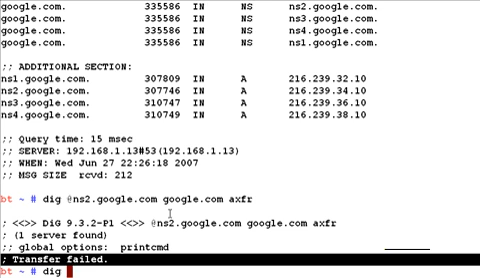 google.com. 335586 IN NS ns2.google.com.
google.com. 335586 IN NS ns3.google.com.
google.com. 335586 IN NS ns4.google.com.
google.com. 335586 IN NS ns1.google.com.
;; ADDITIONAL SECTION:
ns1.google.com. 307809 IN A 216.239.32.10
ns2.google.com. 307746 IN A 216.239.34.10
ns3.google.com. 310747 IN A 216.239.36.10
ns4.google.com. 310749 IN A 216.239.38.10
;; Query time: 15 msec
;; SERVER: 192.168.1.13#53(192.168.1.13)
;; WHEN: Wed Jun 27 22:26:18 2007
;; MSG SIZE rcvd: 212
bt ~ # dig @ns2.google.com google.com axfr
; <<>> DiG 9.3.2-P1 <<>> @ns2.google.com google.com axfr
; (1 server found)
;; global options: printcmd
; Transfer failed.
bt ~ # dig